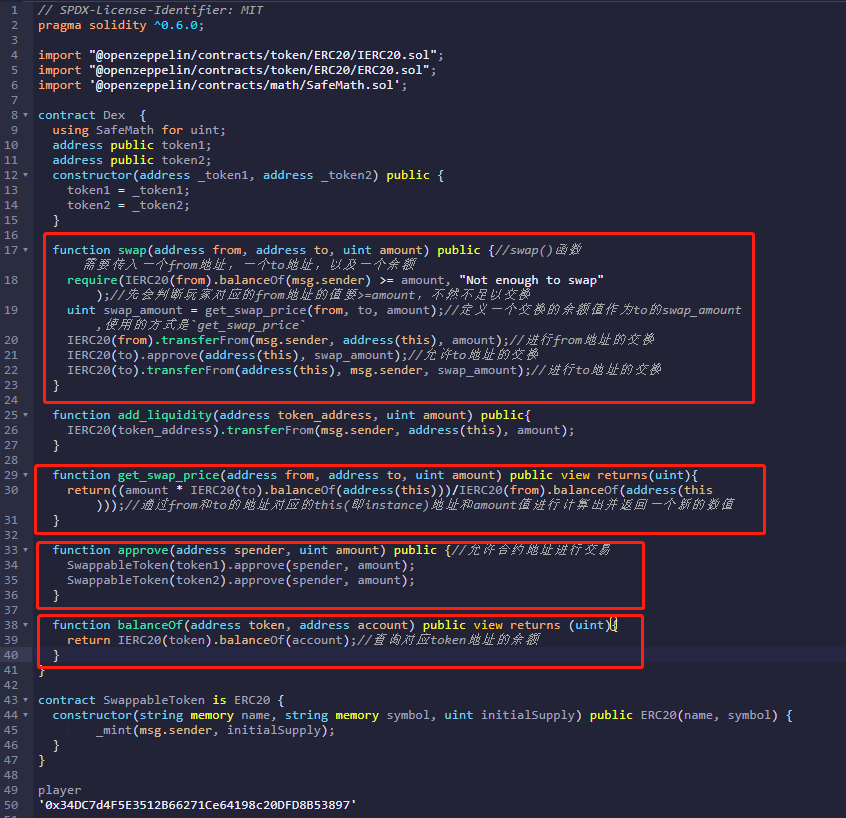 1 // SPDX-License-Identifier: MIT
2 pragma solidity ^0.6.0;
3
4 import "@openzeppelin/contracts/token/ERC20/IERC20.sol";
5 import "@openzeppelin/contracts/token/ERC20/ERC20.sol";
6 import '@openzeppelin/contracts/math/SafeMath.sol';
7
8 contract Dex {
9 using SafeMath for uint;
10 address public token1;
11 address public token2;
12 constructor(address _token1, address _token2) public {
13 token1 = _token1;
14 token2 = _token2;
15 }
16
17 function swap(address from, address to, uint amount) public {//swap()函数
需要传入一个from地址，一个to地址，以及一个余额
18 require(IERC20(from).balanceOf(msg.sender) >= amount, "Not enough to swap"
);//先会判断玩家对应的from地址的值要>=amount，不然不足以交换
19 uint swap_amount = get_swap_price(from, to, amount);//定义一个交换的余额值作为to的swap_amount
,使用的方式是`get_swap_price`
20 IERC20(from).transferFrom(msg.sender, address(this), amount);//进行from地址的交换
21 IERC20(to).approve(address(this), swap_amount);//允许to地址的交换
22 IERC20(to).transferFrom(address(this), msg.sender, swap_amount);//进行to地址的交换
23 }
24
25 function add_liquidity(address token_address, uint amount) public{
26 IERC20(token_address).transferFrom(msg.sender, address(this), amount);
27 }
28
29 function get_swap_price(address from, address to, uint amount) public view returns(uint){
30 return((amount * IERC20(to).balanceOf(address(this)))/IERC20(from).balanceOf(address(this
)));//通过from和to的地址对应的this(即instance)地址和amount值进行计算出并返回一个新的数值
31 }
32
33 function approve(address spender, uint amount) public {//允许合约地址进行交易
34 SwappableToken(token1).approve(spender, amount);
35 SwappableToken(token2).approve(spender, amount);
36 }
37
38 function balanceOf(address token, address account) public view returns (uint){
39 return IERC20(token).balanceOf(account);//查询对应token地址的余额
40 }
41 }
42
43 contract SwappableToken is ERC20 {
44 constructor(string memory name, string memory symbol, uint initialSupply) public ERC20(name, symbol) {
45 _mint(msg.sender, initialSupply);
46 }
47 }
48
49 player
50 '0x34DC7d4F5E3512B66271Ce64198c20DFD8B53897'